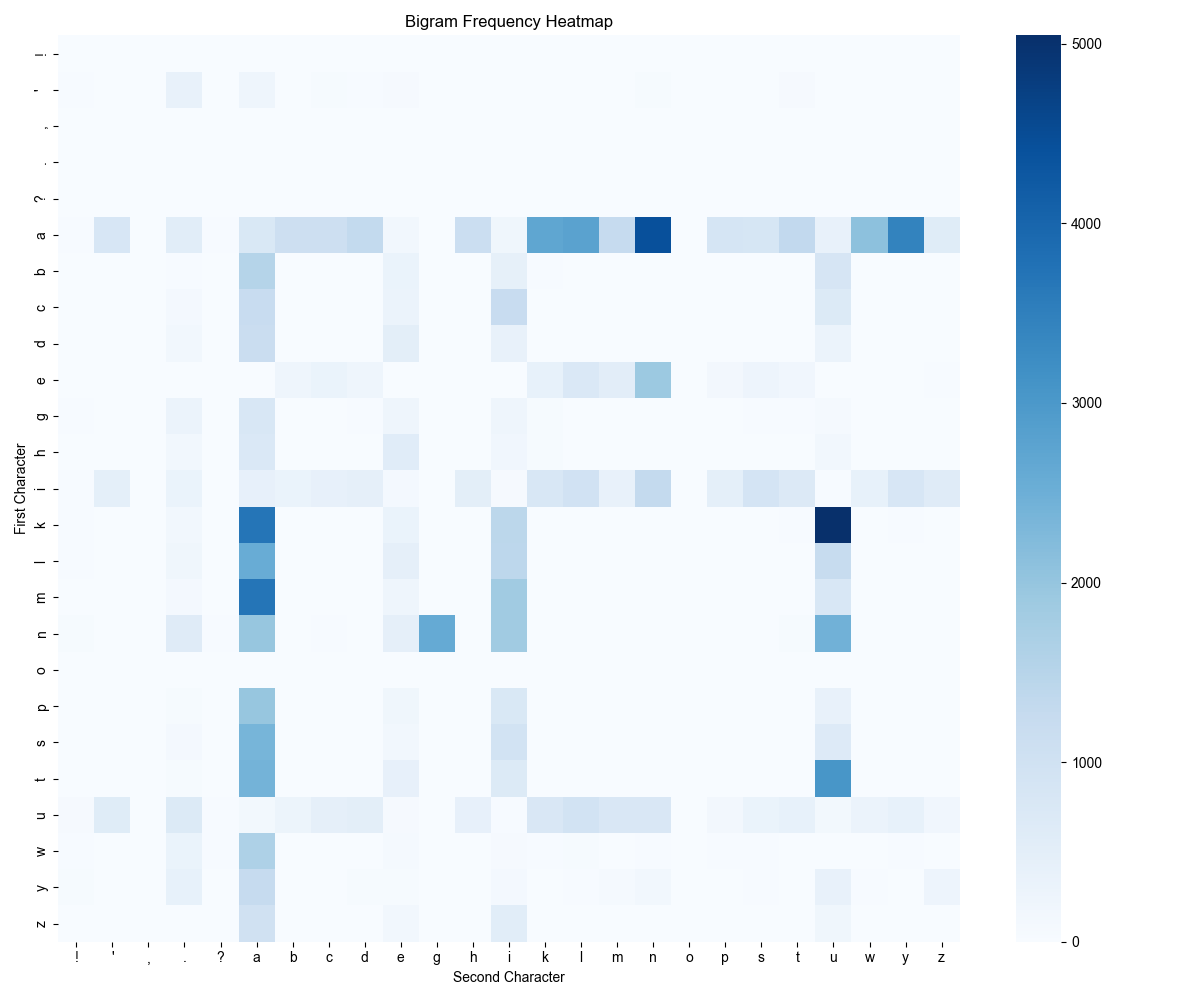 Bigram Frequency Heatmap
First Character
!
'
,
.
?
a
b
c
d
e
g
h
i
k
l
m
n
o
p
s
t
u
w
y
z
! ' , . ? a b c d e g h i k l m n o p s t u w y z
Second Character
5000
4000
3000
2000
1000
0